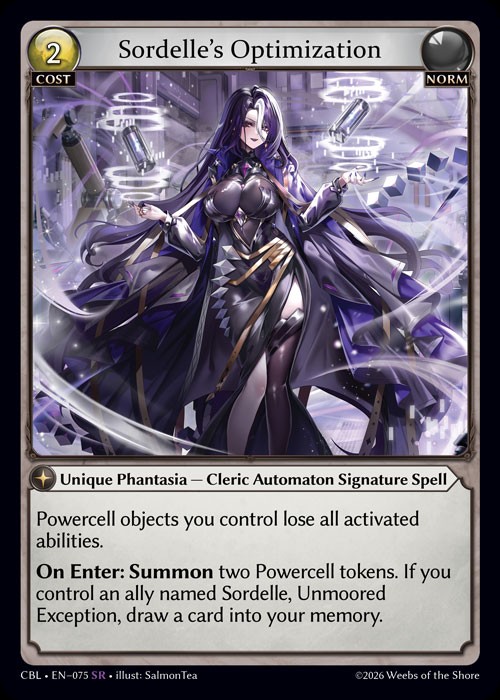 2
Sordelle's Optimization
COST
NORM
Unique Phantasia — Cleric Automaton Signature Spell
Powercell objects you control lose all activated
abilities.
On Enter: Summon two Powercell tokens. If you
control an ally named Sordelle, Unmoored
Exception, draw a card into your memory.
CBL • EN–075 SR • illust: SalmonTea
©2026 Weebs of the Shore